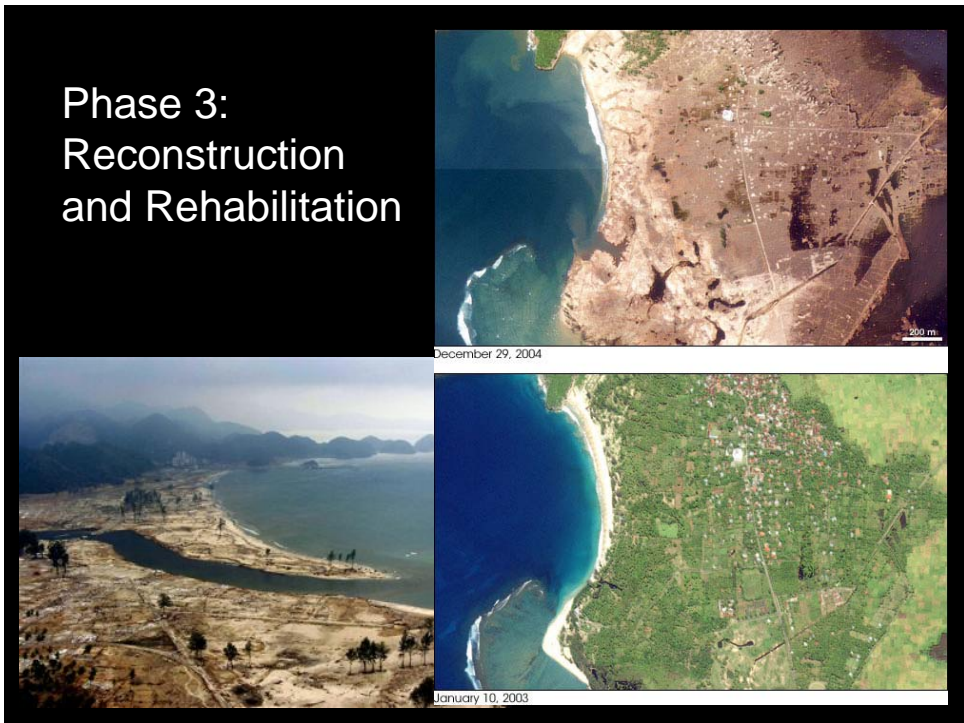 Phase 3:
Reconstruction
and Rehabilitation
200 m
December 29, 2004
January 10, 2003